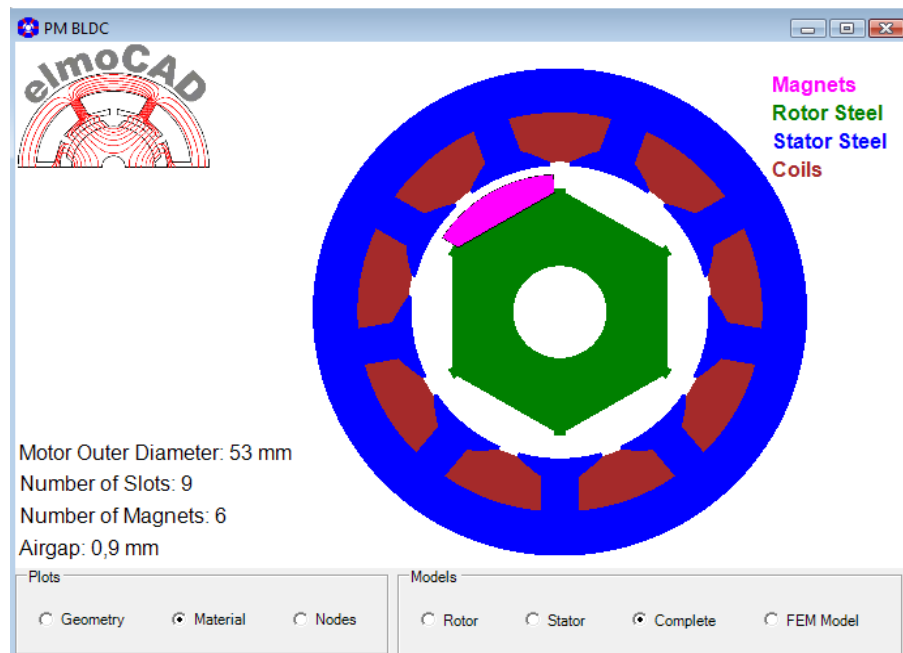 PM BLDC
elmoCAD
Magnets
Rotor Steel
Stator Steel
Coils
Motor Outer Diameter: 53 mm
Number of Slots: 9
Number of Magnets: 6
Airgap: 0,9 mm
Plots
Geometry
Material
Nodes
Models
Rotor
Stator
Complete
FEM Model